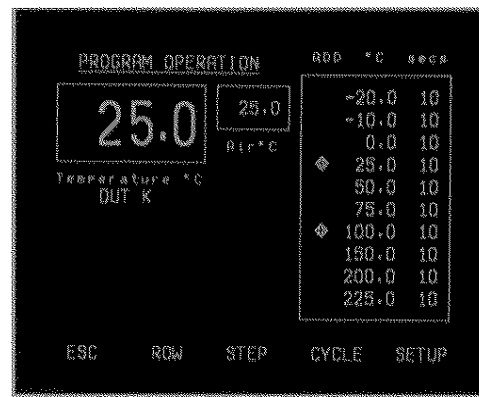 PROGRAM OPERATION
25.0
Temperature °C
DUT K
25.0
Air°C
ADD °C secs
-20.0 10
-10.0 10
0.0 10
25.0 10
50.0 10
75.0 10
100.0 10
150.0 10
200.0 10
225.0 10
ESC ROW STEP CYCLE SETUP